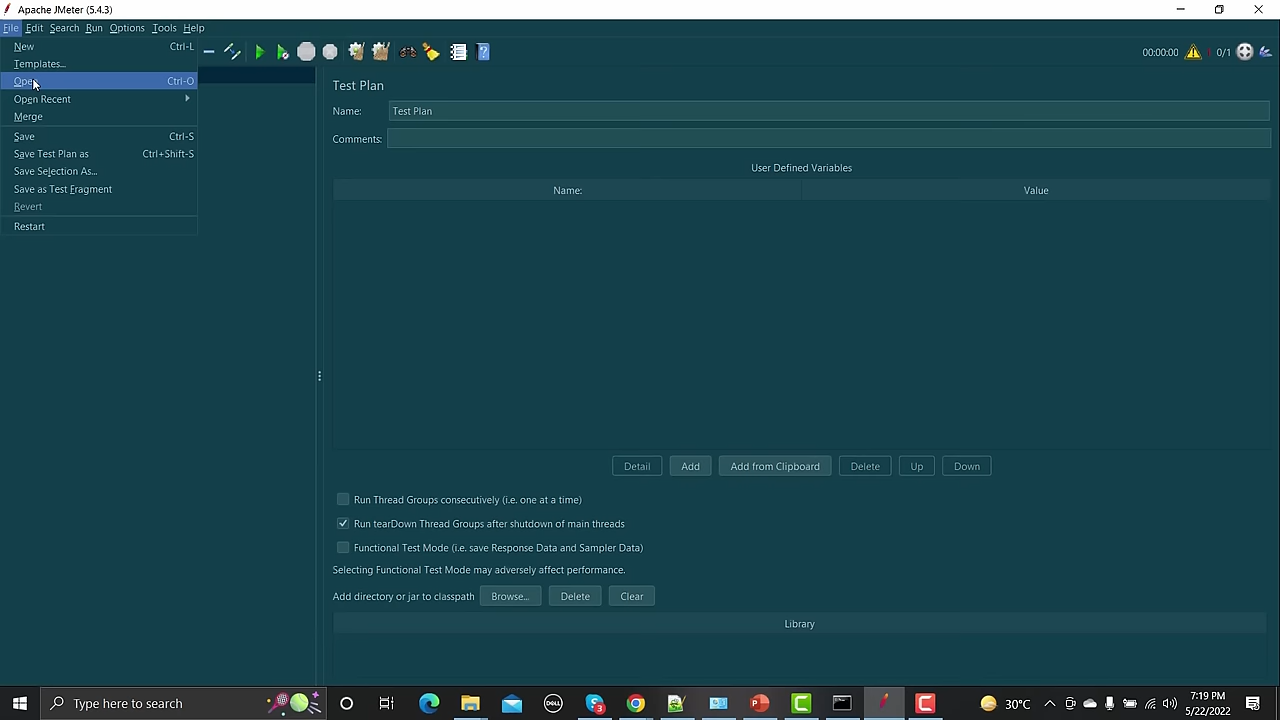 Apache JMeter (5.4.3)
File Edit Search Run Options Tools Help
New Ctrl-L
Templates...
Ope Ctrl-O
Open Recent
Merge
Save Ctrl-S
Save Test Plan as Ctrl+Shift-S
Save Selection As...
Save as Test Fragment
Revert
Restart
00:00:00 0/1
Test Plan
Name: Test Plan
Comments:
User Defined Variables
Name: Value
Detail Add Add from Clipboard Delete Up Down
Run Thread Groups consecutively (i.e. one at a time)
Run tearDown Thread Groups after shutdown of main threads
Functional Test Mode (i.e. save Response Data and Sampler Data)
Selecting Functional Test Mode may adversely affect performance.
Add directory or jar to classpath Browse... Delete Clear
Library
Type here to search
DELL
3
30°C
7:19 PM
5/22/2022